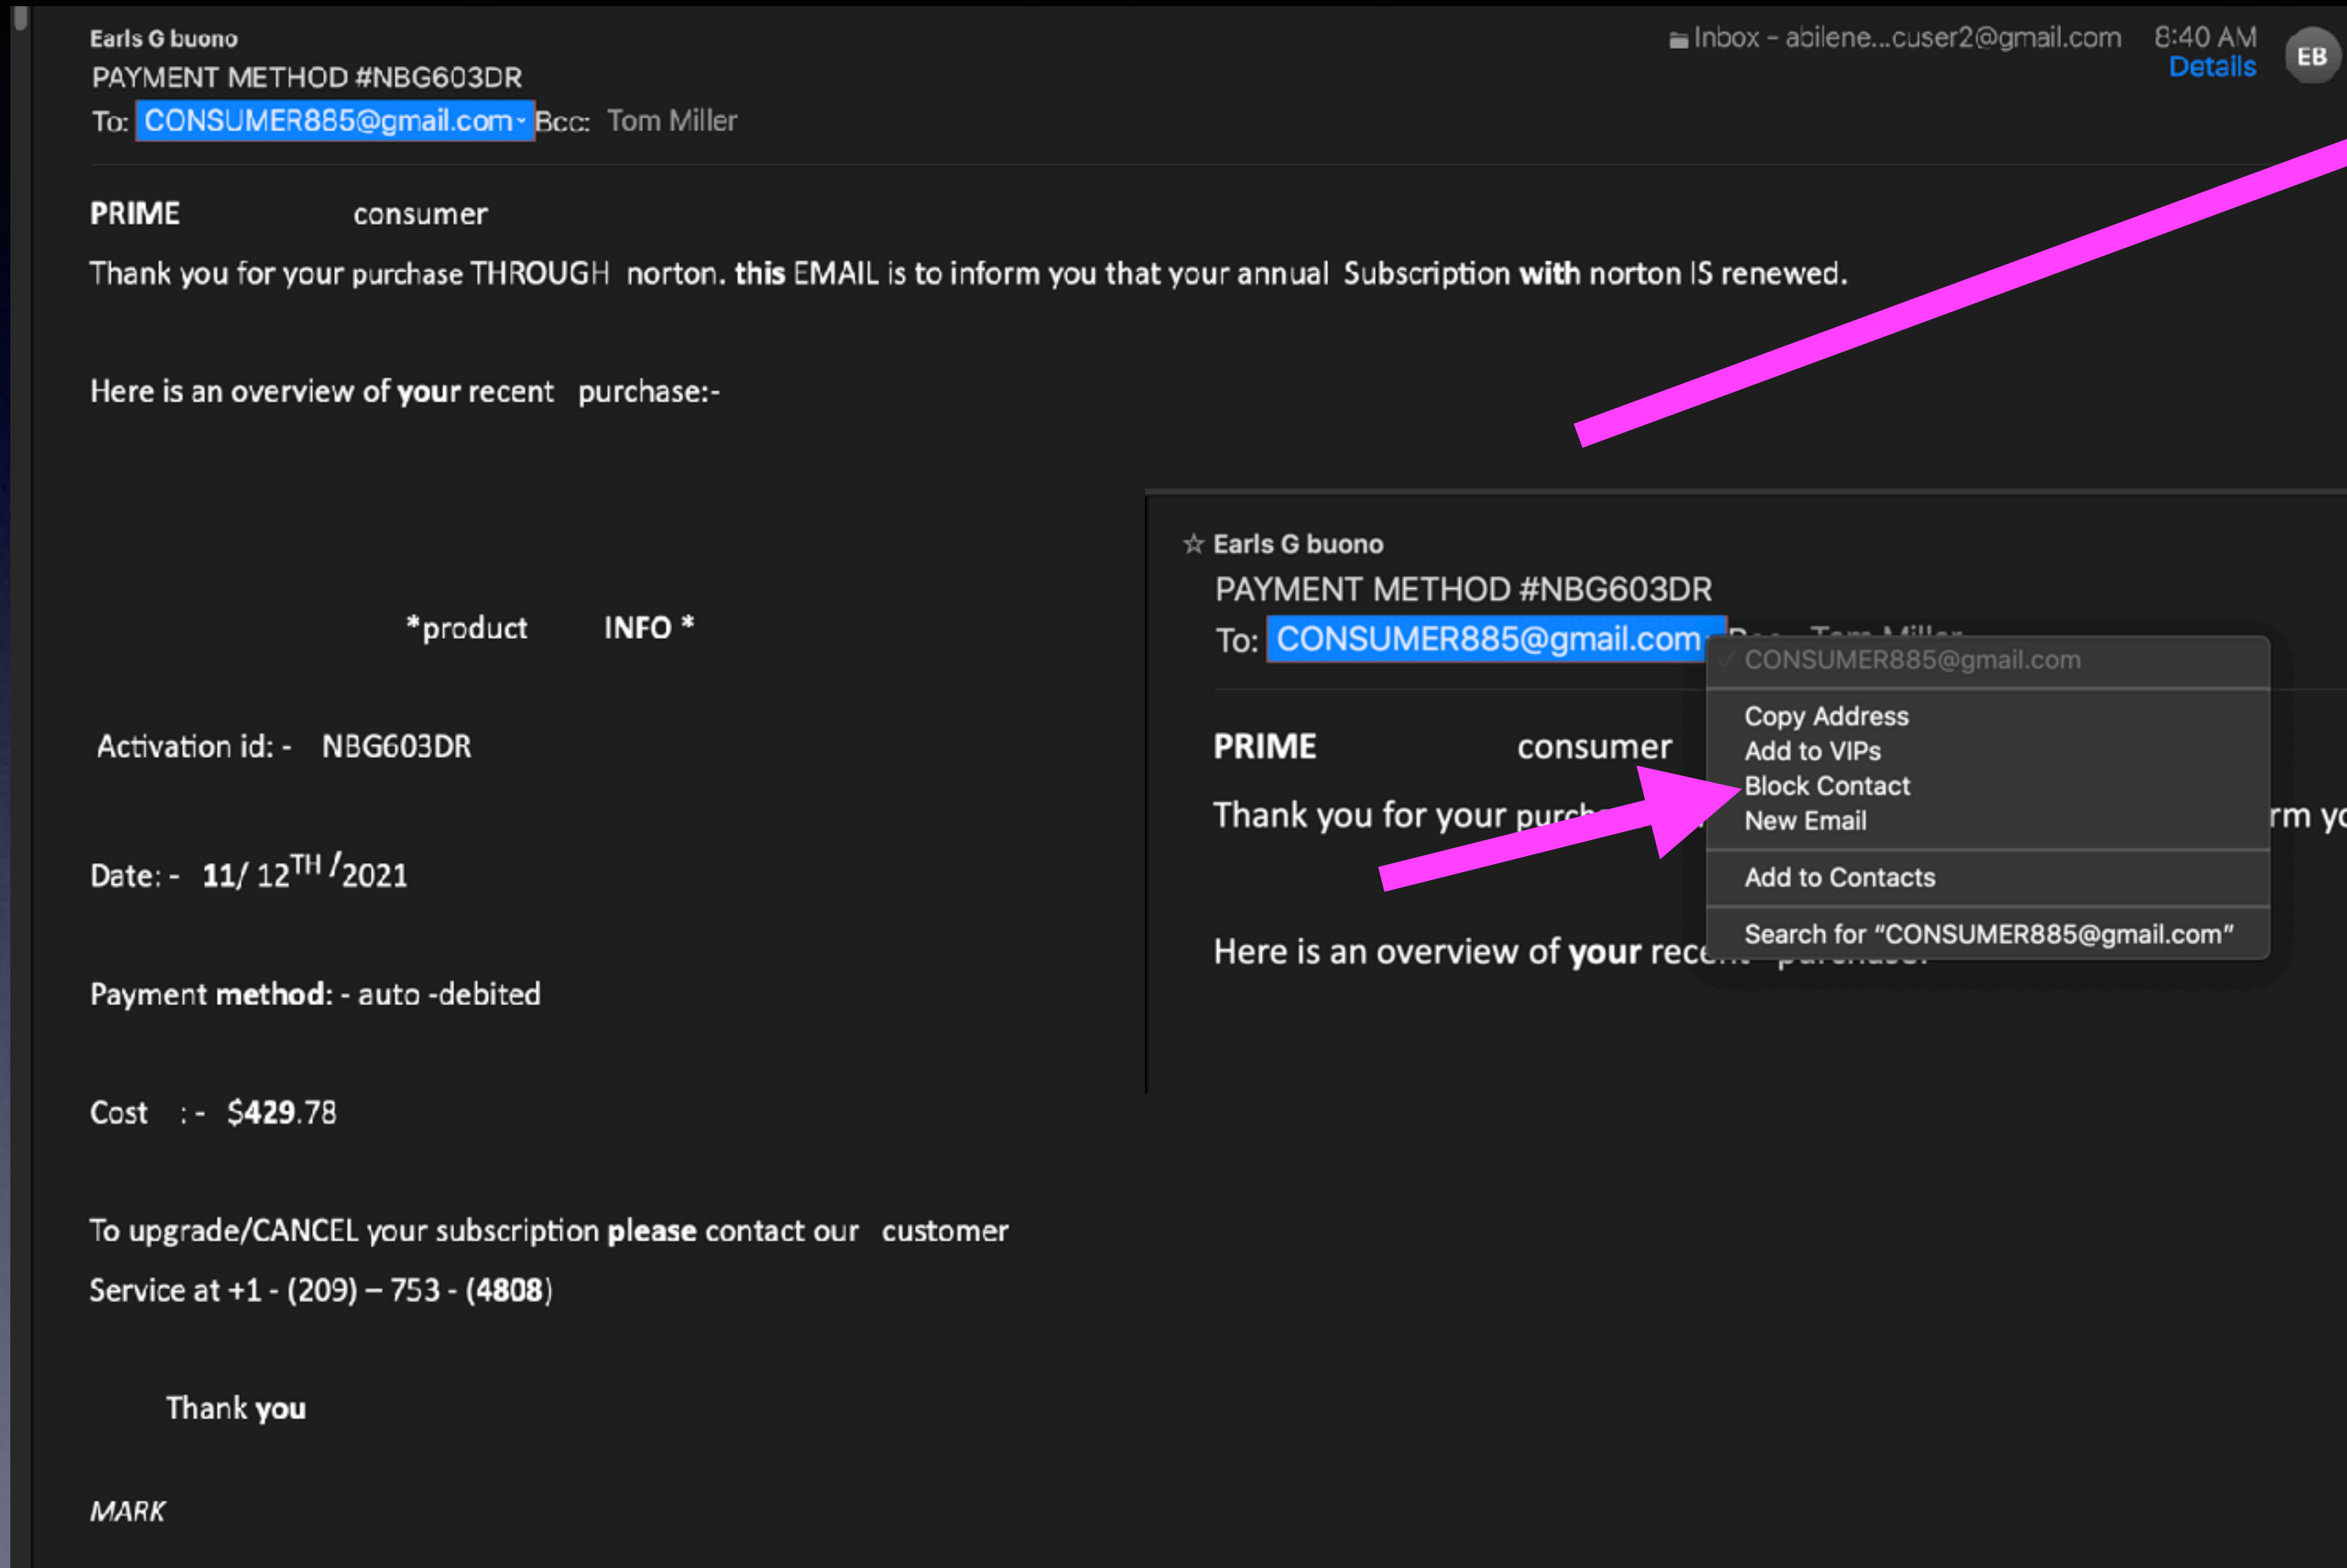 Earls G buono
Inbox - abilene...cuser2@gmail.com 8:40 AM
PAYMENT METHOD #NBG603DR
Details
EB
To: CONSUMER885@gmail.com Bcc: Tom Miller
PRIME consumer
Thank you for your purchase THROUGH norton. this EMAIL is to inform you that your annual Subscription with norton IS renewed.
Here is an overview of your recent purchase:-
*product INFO *
Activation id: - NBG603DR
Date: - 11/ 12TH /2021
Payment method: - auto -debited
Cost : - $429.78
To upgrade/CANCEL your subscription please contact our customer
Service at +1 - (209) – 753 - (4808)
Thank you
MARK
☆ Earls G buono
PAYMENT METHOD #NBG603DR
To: CONSUMER885@gmail.com
✓ CONSUMER885@gmail.com
Copy Address
Add to VIPs
Block Contact
New Email
Add to Contacts
Search for “CONSUMER885@gmail.com”
PRIME consumer
Thank you for your
Here is an overview of your